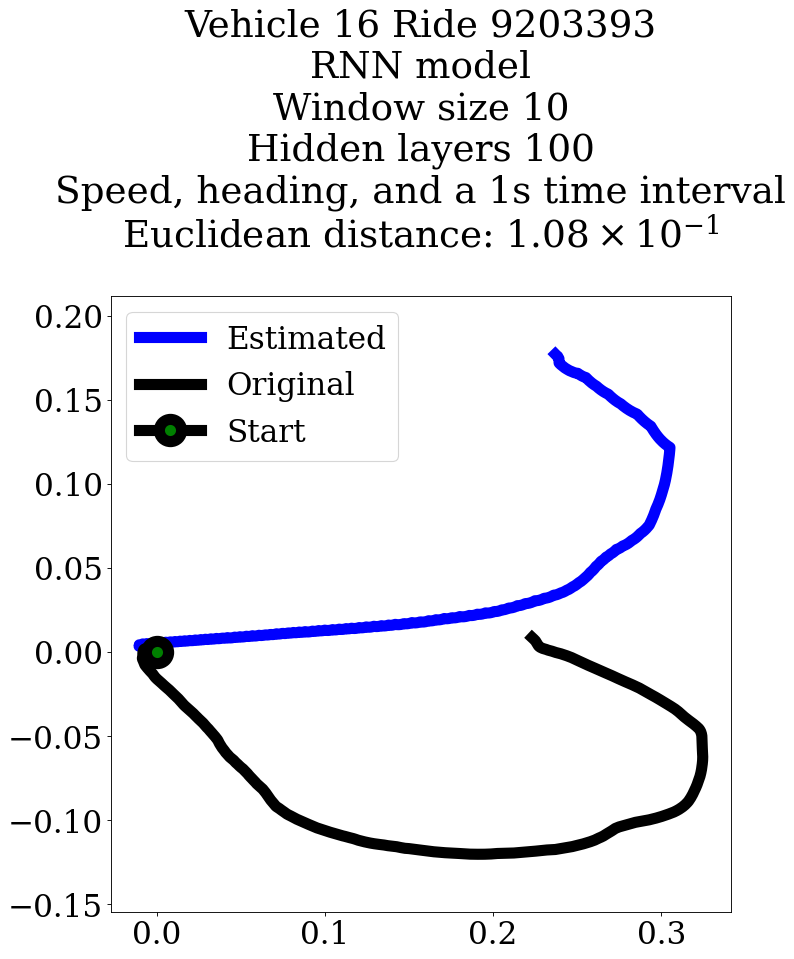 Vehicle 16 Ride 9203393
RNN model
Window size 10
Hidden layers 100
Speed, heading, and a 1s time interval
Euclidean distance: 1.08 × 10⁻¹
Estimated
Original
Start
0.20
0.15
0.10
0.05
0.00
−0.05
−0.10
−0.15
0.0 0.1 0.2 0.3